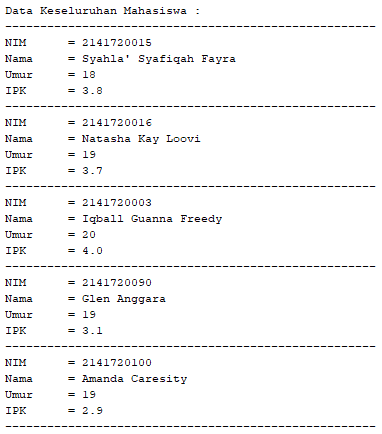 Data Keseluruhan Mahasiswa :
-----------------------------------------------------
NIM = 2141720015
Nama = Syahla' Syafiqah Fayra
Umur = 18
IPK = 3.8
-----------------------------------------------------
NIM = 2141720016
Nama = Natasha Kay Loovi
Umur = 19
IPK = 3.7
-----------------------------------------------------
NIM = 2141720003
Nama = Iqball Guanna Freedy
Umur = 20
IPK = 4.0
-----------------------------------------------------
NIM = 2141720090
Nama = Glen Anggara
Umur = 19
IPK = 3.1
-----------------------------------------------------
NIM = 2141720100
Nama = Amanda Caresity
Umur = 19
IPK = 2.9
-----------------------------------------------------